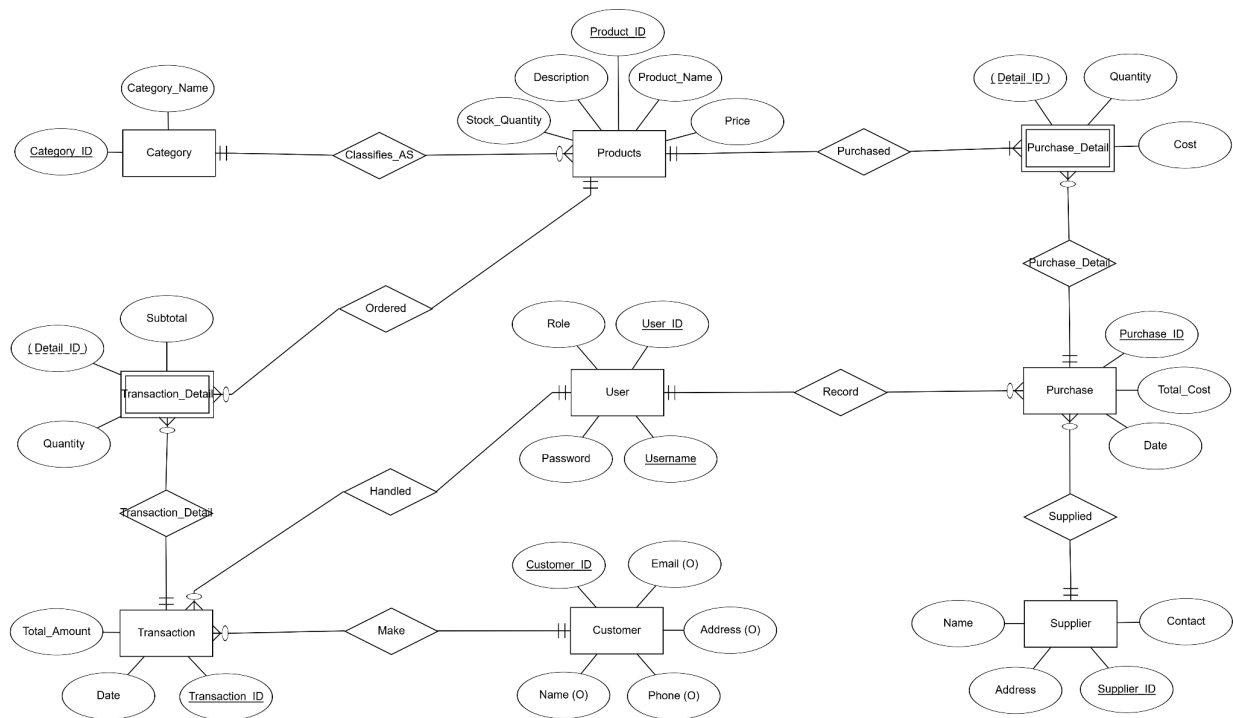 Product_ID
Description
Product_Name
( Detail_ID )
Quantity
Category_Name
Stock_Quantity
Price
Category_ID
Category
Classifies_AS
Products
Purchased
Purchase_Detail
Cost
Purchase_Detail
Ordered
Subtotal
Role
User_ID
Purchase_ID
( Detail_ID )
Transaction_Detail
User
Record
Purchase
Total_Cost
Quantity
Password
Username
Date
Handled
Transaction_Detail
Supplied
Customer_ID
Email (O)
Total_Amount
Transaction
Make
Customer
Address (O)
Name
Supplier
Contact
Date
Transaction_ID
Name (O)
Phone (O)
Address
Supplier_ID